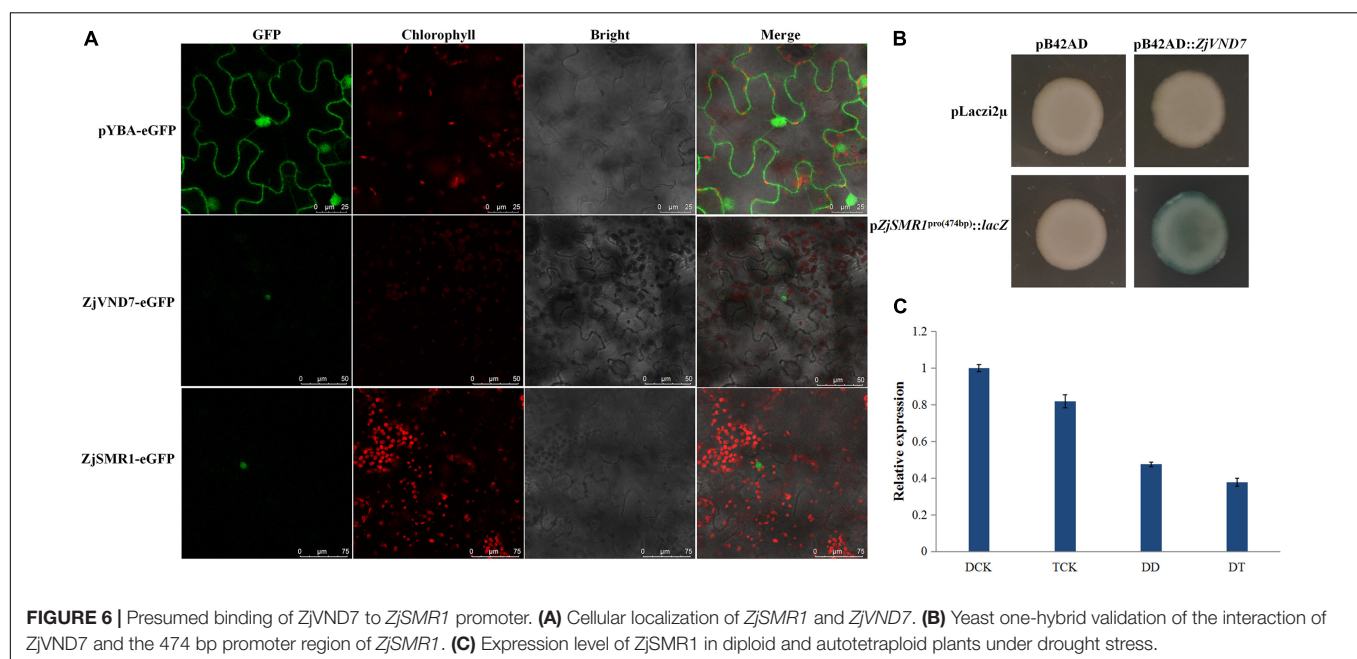 A
GFP Chlorophyll Bright Merge
pYBA-eGFP
0 µm 25
0 µm 25
0 µm 25
0 µm 25
ZjVND7-eGFP
0 µm 50
0 µm 50
0 µm 50
0 µm 50
ZjSMR1-eGFP
0 µm 75
0 µm 75
0 µm 75
0 µm 75
B
pB42AD pB42AD::ZjVND7
pLaczi2µ
pZjSMR1pro(474bp)::lacZ
C
Relative expression
1.2
1
0.8
0.6
0.4
0.2
0
DCK TCK DD DT
FIGURE 6 | Presumed binding of ZjVND7 to ZjSMR1 promoter. (A) Cellular localization of ZjSMR1 and ZjVND7. (B) Yeast one-hybrid validation of the interaction of
ZjVND7 and the 474 bp promoter region of ZjSMR1. (C) Expression level of ZjSMR1 in diploid and autotetraploid plants under drought stress.